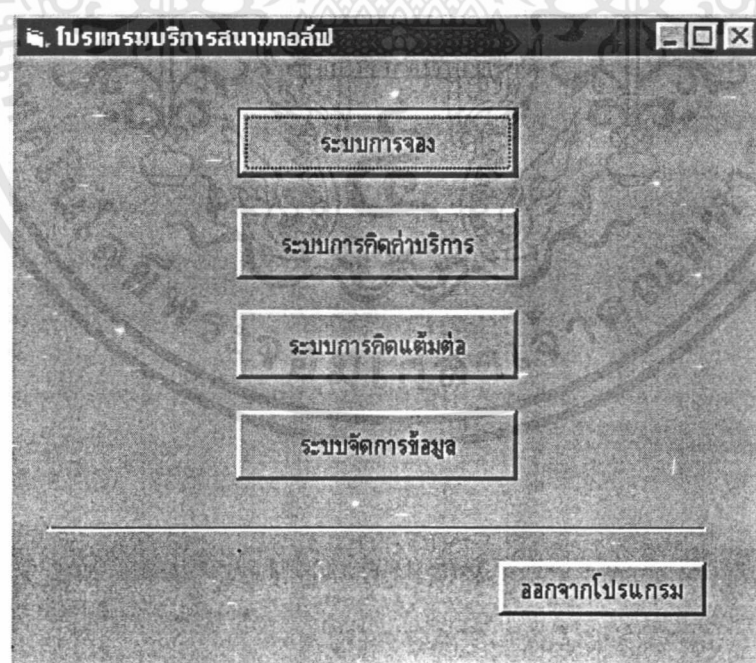 โปรแกรมบริการสนามกอล์ฟ
ระบบการจอง
ระบบการคิดค่าบริการ
ระบบการคิดแต้มต่อ
ระบบจัดการข้อมูล
ออกจากโปรแกรม